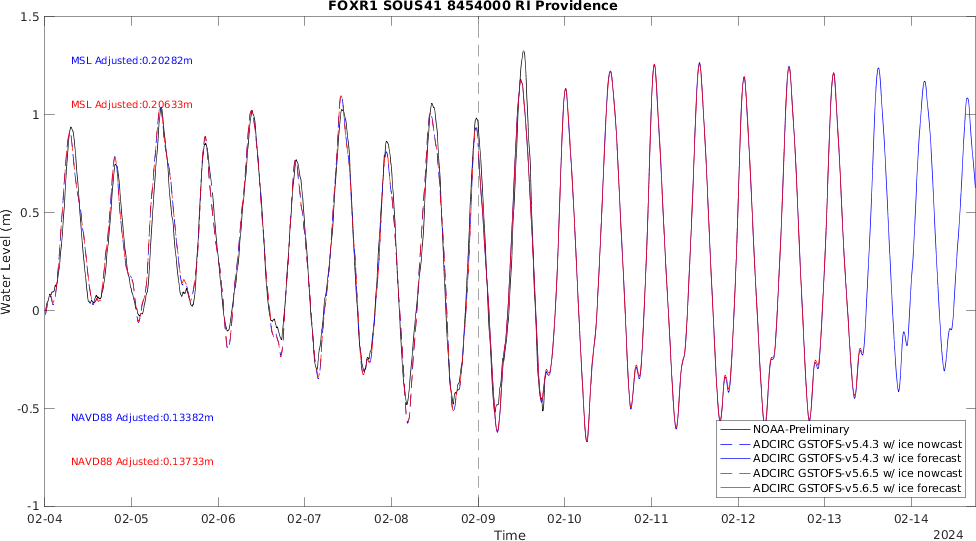 FOXR1 SOUS41 8454000 RI Providence
1.5
MSL Adjusted:0.20282m
MSL Adjusted:0.20633m
1
0.5
Water Level (m)
0
-0.5
NAVD88 Adjusted:0.13382m
NAVD88 Adjusted:0.13733m
NOAA-Preliminary
ADCIRC GSTOFS-v5.4.3 w/ ice nowcast
ADCIRC GSTOFS-v5.4.3 w/ ice forecast
ADCIRC GSTOFS-v5.6.5 w/ ice nowcast
ADCIRC GSTOFS-v5.6.5 w/ ice forecast
-1
02-04 02-05 02-06 02-07 02-08 02-09 02-10 02-11 02-12 02-13 02-14
Time
2024